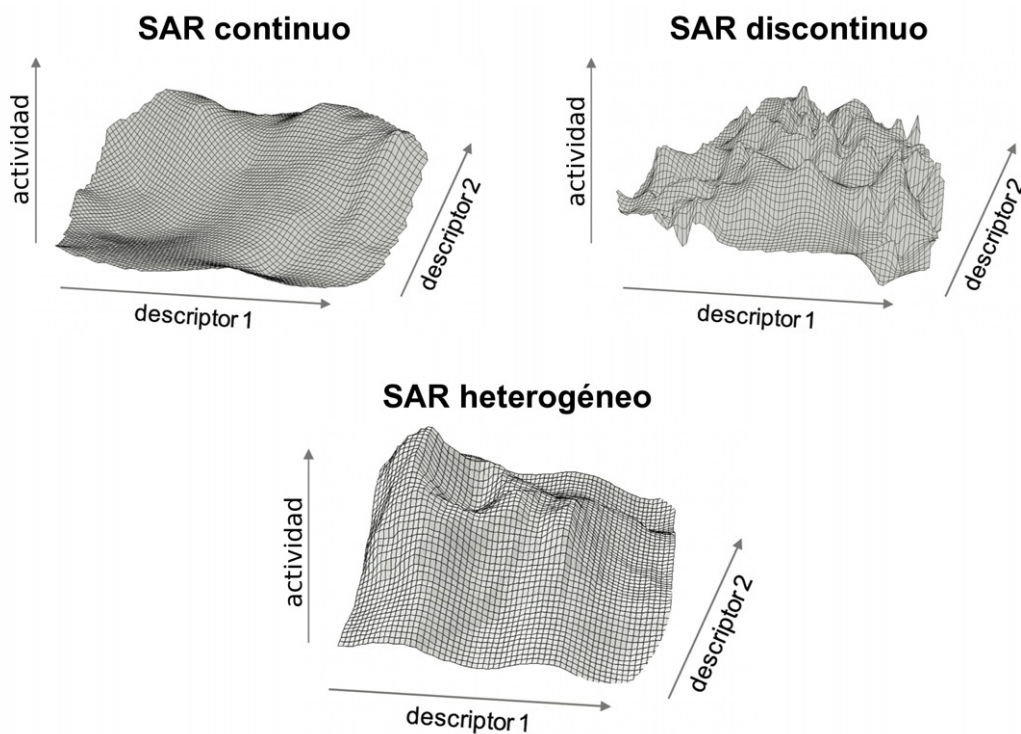 SAR continuo
actividad
descriptor 1
descriptor 2
SAR discontinuo
actividad
descriptor 1
descriptor 2
SAR heterogéneo
actividad
descriptor 1
descriptor 2